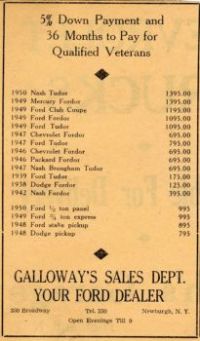 5% Down Payment and
36 Months to Pay for
Qualified Veterans
1950 Nash Tudor 1395.00
1949 Mercury Fordor 1395.00
1949 Ford Club Coupe 1195.00
1949 Ford Fordor 1095.00
1949 Ford Tudor 1095.00
1947 Chevrolet Fordor 695.00
1947 Ford Tudor 795.00
1946 Chevrolet Fordor 695.00
1946 Packard Fordor 695.00
1947 Nash Brougham Tudor 695.00
1939 Ford Tudor 175.00
1938 Dodge Fordor 125.00
1942 Nash Fordor 395.00
1950 Ford ½ ton panel 995
1949 Ford ¾ ton express 995
1948 Ford stake pickup 895
1948 Dodge pickup 795
GALLOWAY'S SALES DEPT.
YOUR FORD DEALER
Broadway Tel. Newburgh, N. Y.
Open Evenings Till 9